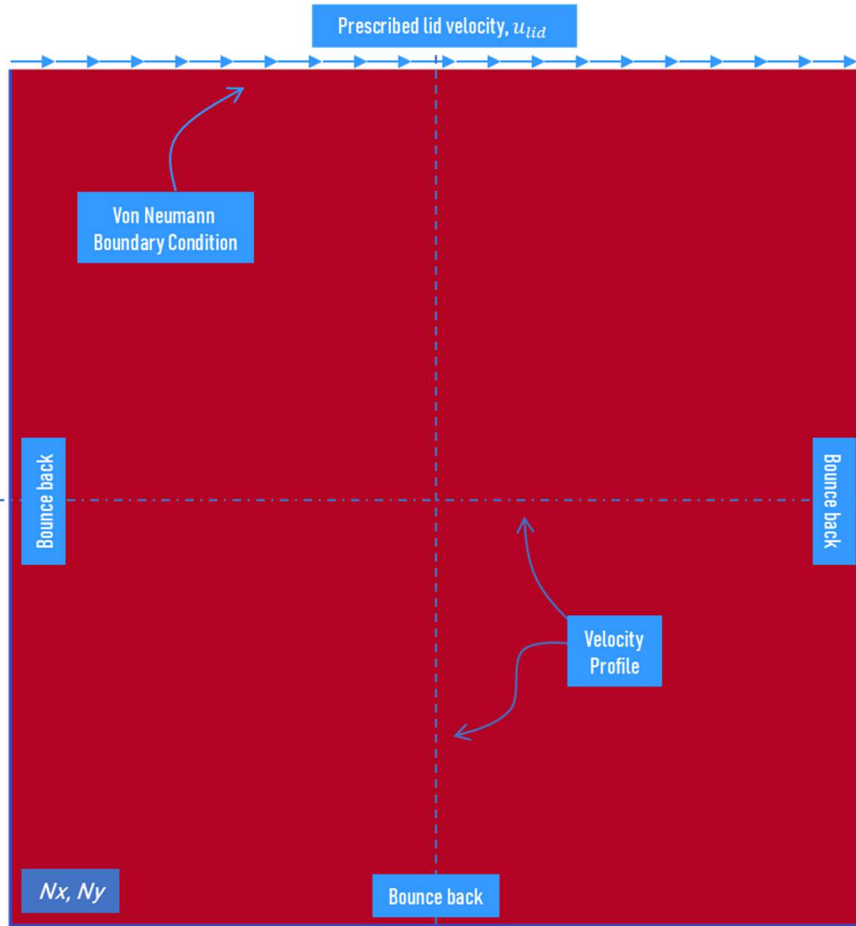 Prescribed lid velocity, u_lid
Von Neumann
Boundary Condition
Bounce back
Bounce back
Velocity
Profile
Nx, Ny
Bounce back